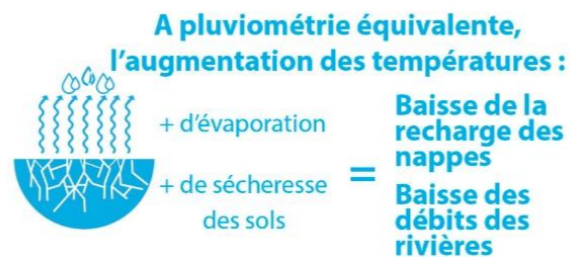 A pluviométrie équivalente,
l'augmentation des températures :
+ d'évaporation
+ de sécheresse
des sols
=
Baisse de la
recharge des
nappes
Baisse des
débits des
rivières